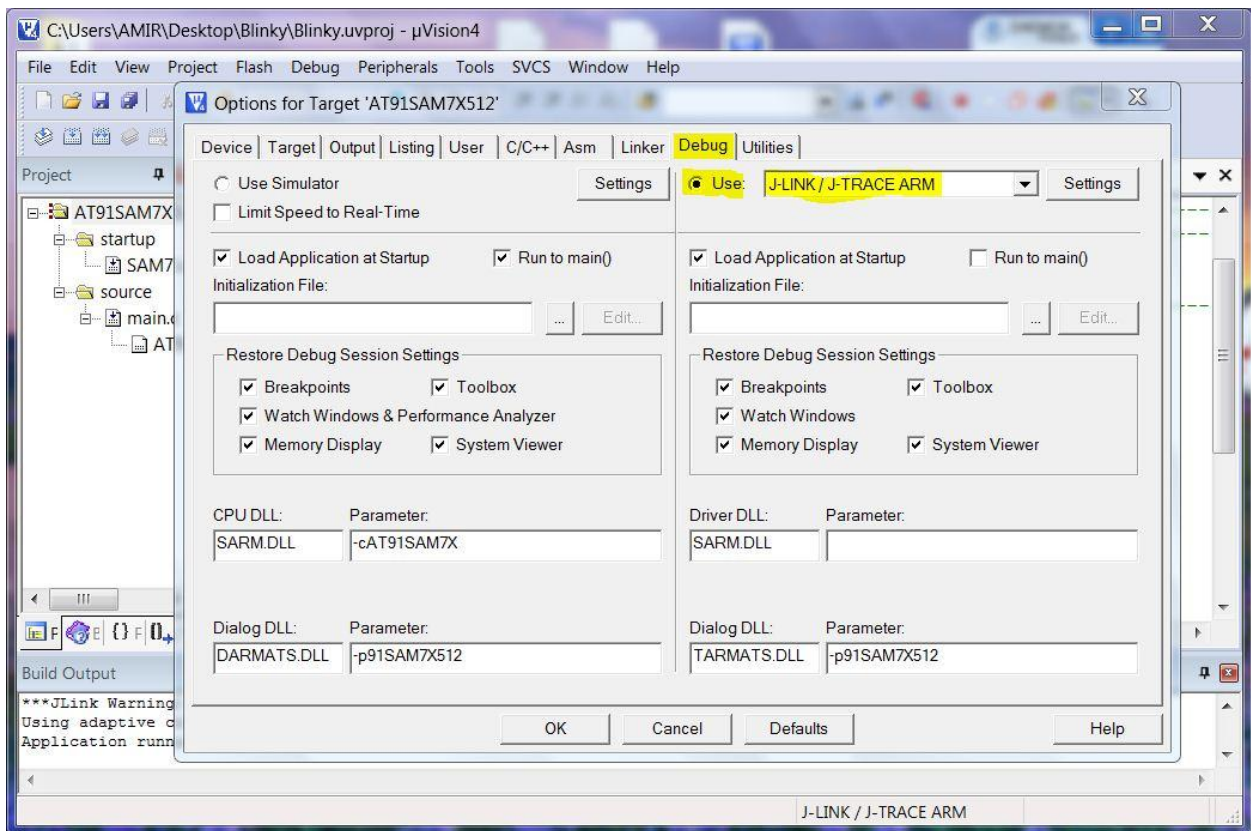 C:\Users\AMIR\Desktop\Blinky\Blinky.uvproj - µVision4
File Edit View Project Flash Debug Peripherals Tools SVCS Window Help
Options for Target 'AT91SAM7X512'
Device Target Output Listing User C/C++ Asm Linker Debug Utilities
Project
AT91SAM7X
startup
SAM7
source
main.c
AT
Use Simulator Settings
Limit Speed to Real-Time
Load Application at Startup Run to main()
Initialization File:
... Edit...
Restore Debug Session Settings
Breakpoints Toolbox
Watch Windows & Performance Analyzer
Memory Display System Viewer
CPU DLL: Parameter:
SARM.DLL -cAT91SAM7X
Dialog DLL: Parameter:
DARMATS.DLL -p91SAM7X512
Use: J-LINK / J-TRACE ARM Settings
Load Application at Startup Run to main()
Initialization File:
... Edit...
Restore Debug Session Settings
Breakpoints Toolbox
Watch Windows
Memory Display System Viewer
Driver DLL: Parameter:
SARM.DLL
Dialog DLL: Parameter:
TARMATS.DLL -p91SAM7X512
OK Cancel Defaults Help
Build Output
***JLink Warning
Using adaptive c
Application runn
J-LINK / J-TRACE ARM